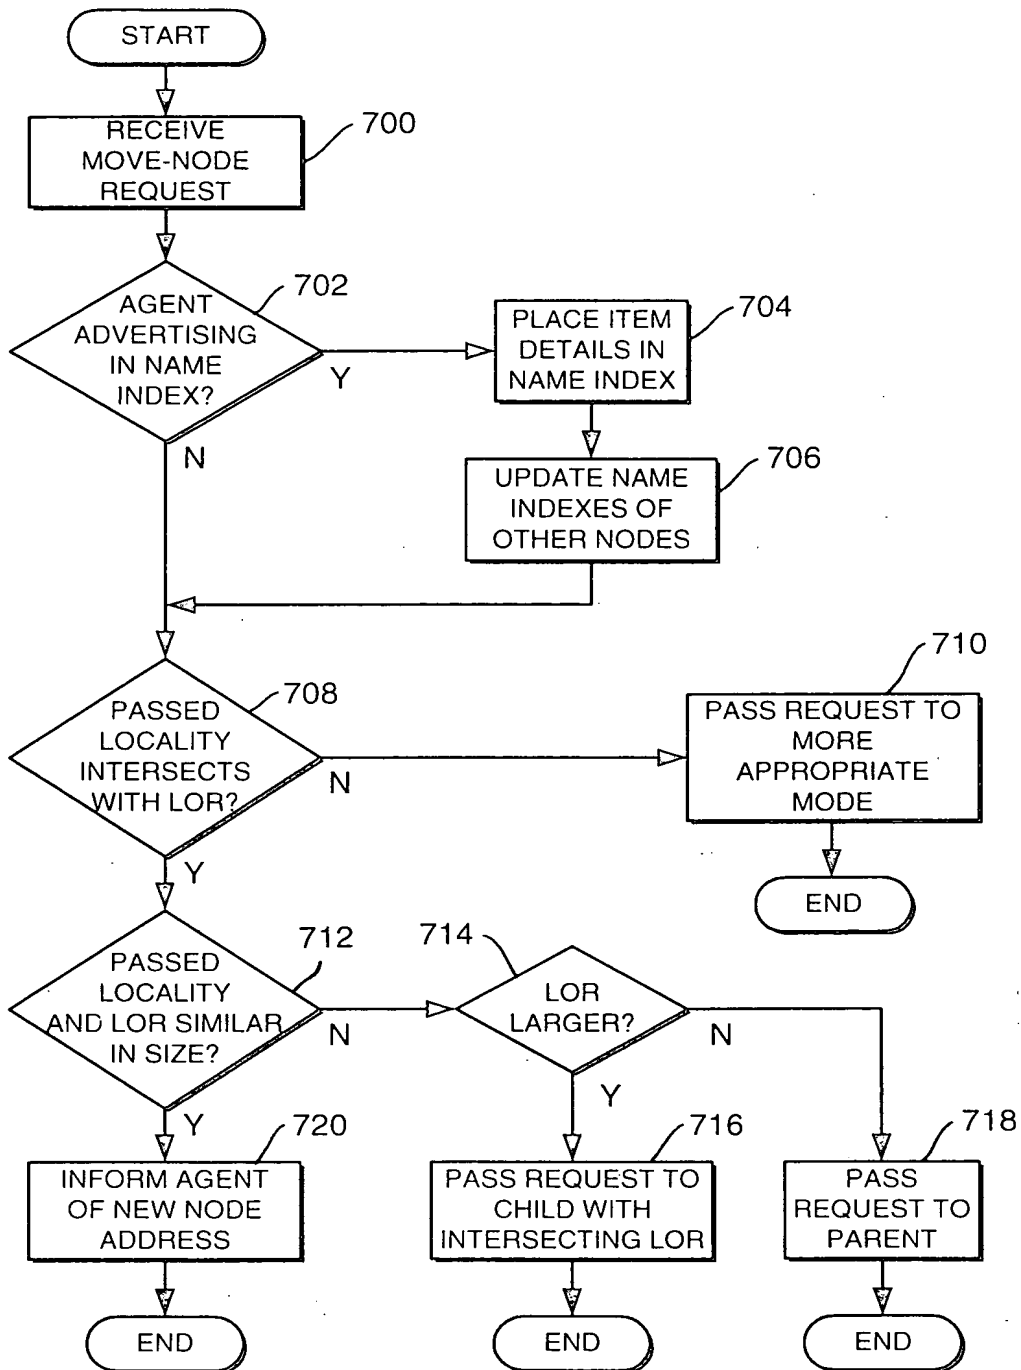 START
RECEIVE
MOVE-NODE
REQUEST
700
AGENT
ADVERTISING
IN NAME
INDEX?
702
Y
N
PLACE ITEM
DETAILS IN
NAME INDEX
704
UPDATE NAME
INDEXES OF
OTHER NODES
706
PASSED
LOCALITY
INTERSECTS
WITH LOR?
708
N
Y
PASS REQUEST TO
MORE
APPROPRIATE
MODE
710
END
PASSED
LOCALITY
AND LOR SIMILAR
IN SIZE?
712
N
Y
LOR
LARGER?
714
N
Y
INFORM AGENT
OF NEW NODE
ADDRESS
720
PASS REQUEST TO
CHILD WITH
INTERSECTING LOR
716
PASS
REQUEST TO
PARENT
718
END
END
END